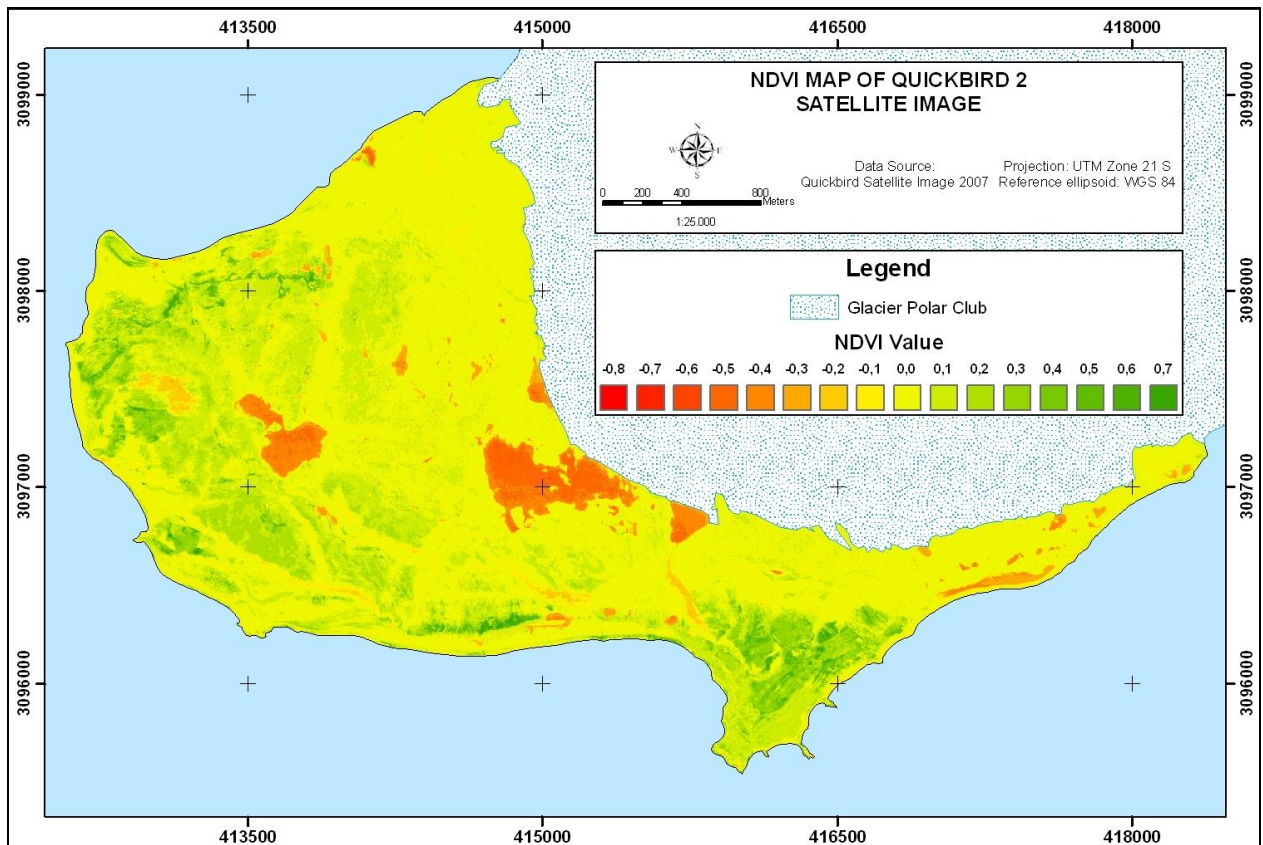 413500 415000 416500 418000
3099000 3099000
NDVI MAP OF QUICKBIRD 2
SATELLITE IMAGE
N
W E
S
Data Source: Projection: UTM Zone 21 S
Quickbird Satellite Image 2007 Reference ellipsoid: WGS 84
0 200 400 800
Meters
1:25.000
3098000 3098000
Legend
Glacier Polar Club
NDVI Value
-0,8 -0,7 -0,6 -0,5 -0,4 -0,3 -0,2 -0,1 0,0 0,1 0,2 0,3 0,4 0,5 0,6 0,7
3097000 3097000
3096000 3096000
413500 415000 416500 418000